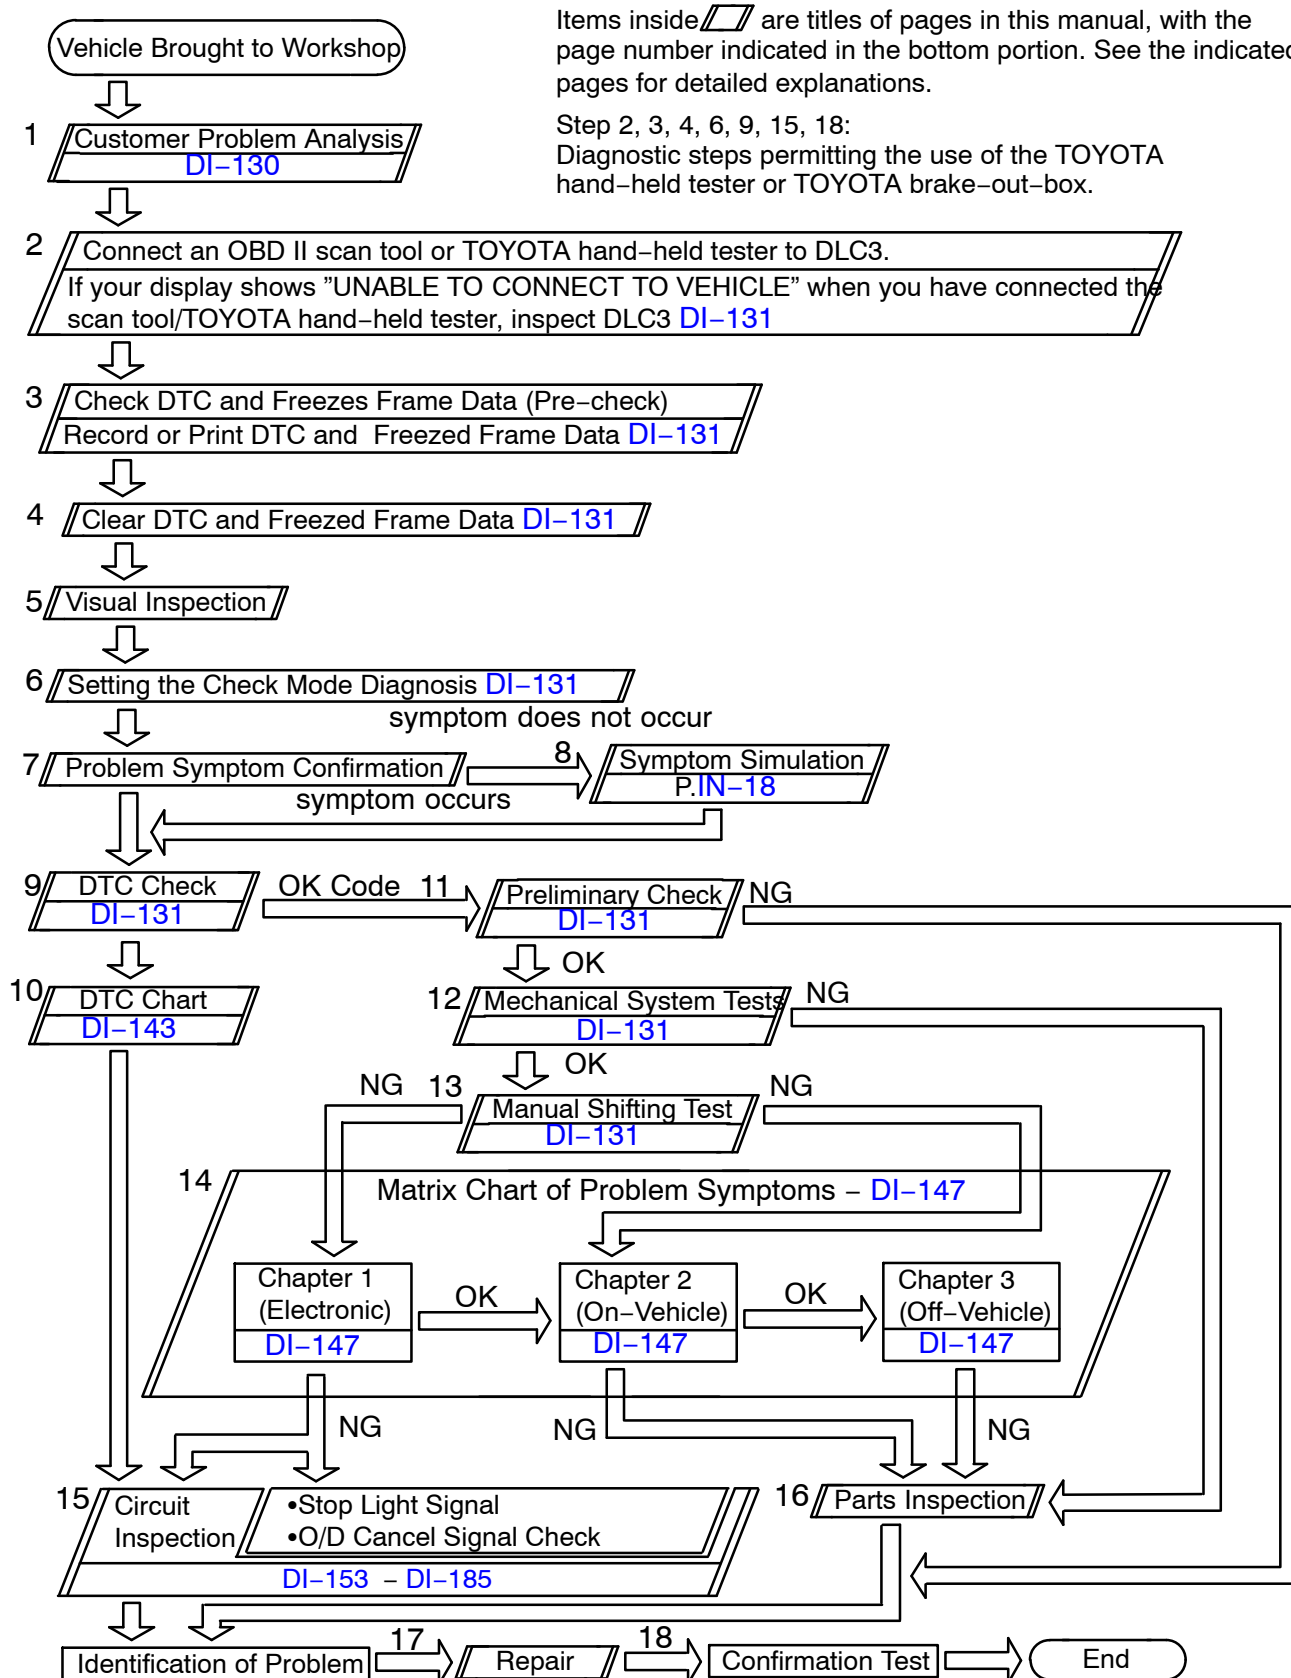 Vehicle Brought to Workshop
Items inside are titles of pages in this manual, with the
page number indicated in the bottom portion. See the indicated
pages for detailed explanations.
Step 2, 3, 4, 6, 9, 15, 18:
Diagnostic steps permitting the use of the TOYOTA
hand−held tester or TOYOTA brake−out−box.
1
Customer Problem Analysis
DI−130
2
Connect an OBD II scan tool or TOYOTA hand−held tester to DLC3.
If your display shows ”UNABLE TO CONNECT TO VEHICLE” when you have connected the
scan tool/TOYOTA hand−held tester, inspect DLC3 DI−131
3
Check DTC and Freezes Frame Data (Pre−check)
Record or Print DTC and Freezed Frame Data DI−131
4
Clear DTC and Freezed Frame Data DI−131
5
Visual Inspection
6
Setting the Check Mode Diagnosis DI−131
symptom does not occur
7
Problem Symptom Confirmation
8
Symptom Simulation
P.IN−18
symptom occurs
9
DTC Check
DI−131
OK Code
11
Preliminary Check
DI−131
NG
OK
10
DTC Chart
DI−143
12
Mechanical System Tests
DI−131
NG
OK
NG
13
Manual Shifting Test
DI−131
NG
14
Matrix Chart of Problem Symptoms − DI−147
Chapter 1
(Electronic)
DI−147
OK
Chapter 2
(On−Vehicle)
DI−147
OK
Chapter 3
(Off−Vehicle)
DI−147
NG
NG
NG
15
Circuit
Inspection
•Stop Light Signal
•O/D Cancel Signal Check
DI−153 − DI−185
16
Parts Inspection
Identification of Problem
17
Repair
18
Confirmation Test
End